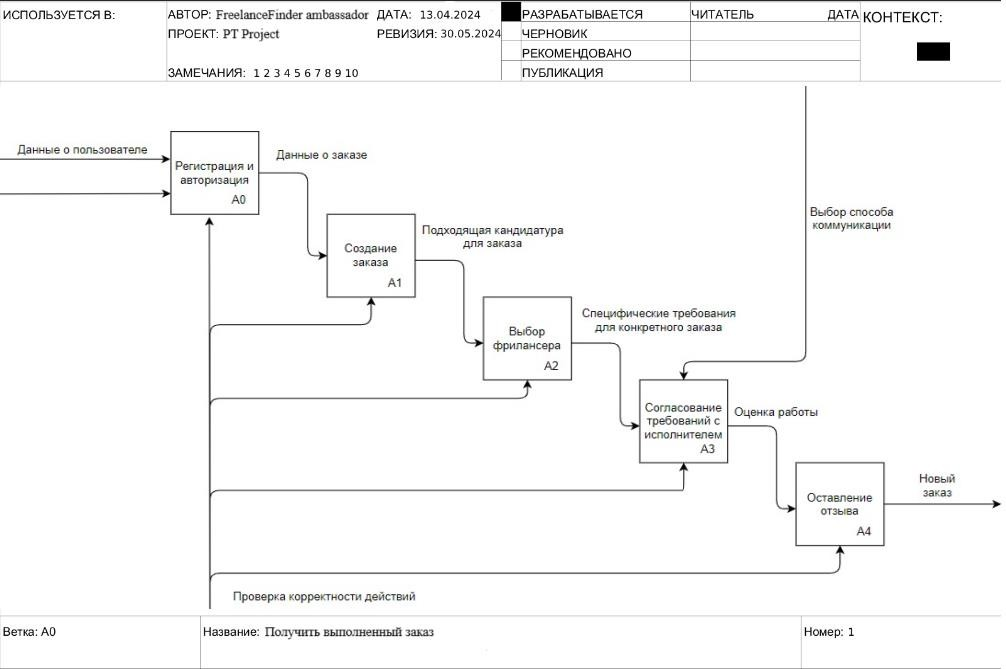 ИСПОЛЬЗУЕТСЯ В:
АВТОР: FreelanceFinder ambassador ДАТА: 13.04.2024
ПРОЕКТ: PT Project РЕВИЗИЯ: 30.05.2024
ЗАМЕЧАНИЯ: 1 2 3 4 5 6 7 8 9 10
РАЗРАБАТЫВАЕТСЯ
ЧЕРНОВИК
РЕКОМЕНДОВАНО
ПУБЛИКАЦИЯ
ЧИТАТЕЛЬ ДАТА
КОНТЕКСТ:
Данные о пользователе
Регистрация и
авторизация
A0
Данные о заказе
Создание
заказа
A1
Подходящая кандидатура
для заказа
Выбор
фрилансера
A2
Специфические требования
для конкретного заказа
Выбор способа
коммуникации
Согласование
требований с
исполнителем
A3
Оценка работы
Оставление
отзыва
A4
Новый
заказ
Проверка корректности действий
Ветка: A0
Название: Получить выполненный заказ
Номер: 1